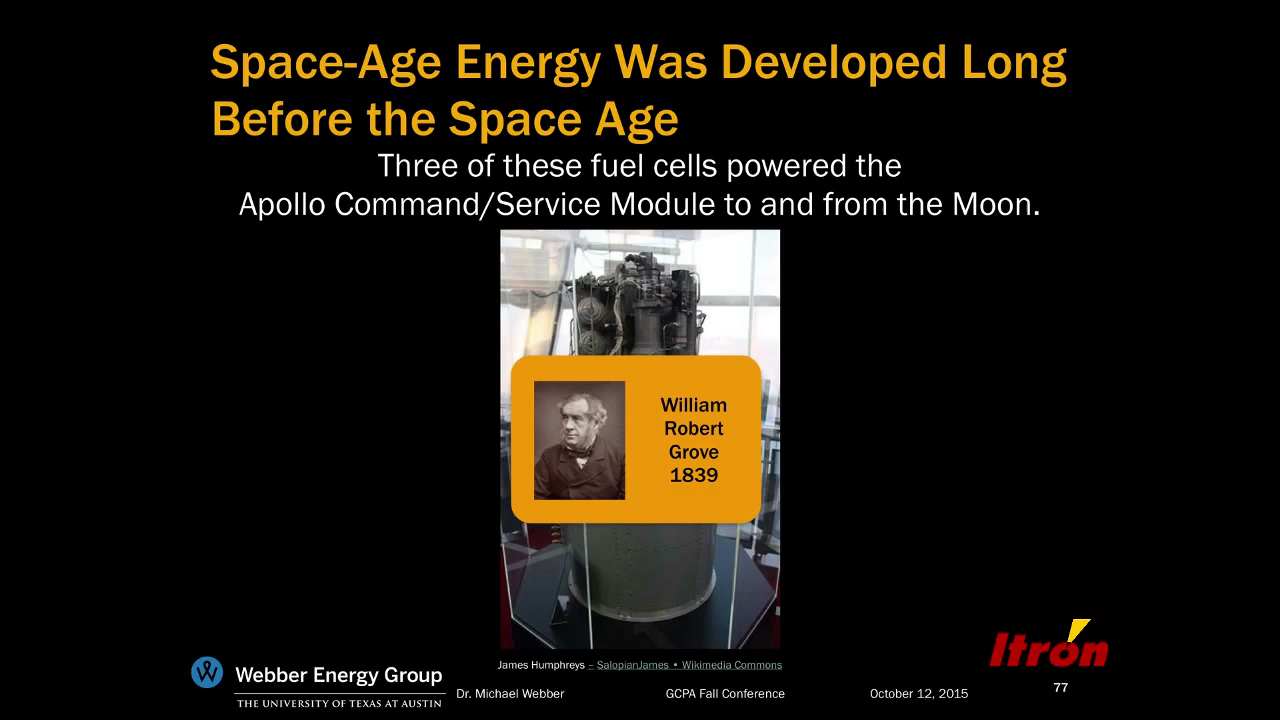 Space-Age Energy Was Developed Long
Before the Space Age
Three of these fuel cells powered the
Apollo Command/Service Module to and from the Moon.
William
Robert
Grove
1839
James Humphreys – SalopianJames • Wikimedia Commons
Itron
W Webber Energy Group
THE UNIVERSITY OF TEXAS AT AUSTIN
Dr. Michael Webber
GCPA Fall Conference
October 12, 2015
77